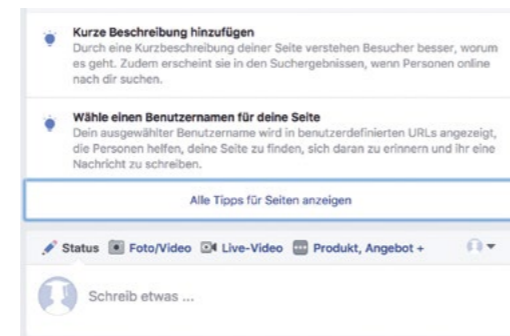 Kurze Beschreibung hinzufügen
Durch eine Kurzbeschreibung deiner Seite verstehen Besucher besser, worum
es geht. Zudem erscheint sie in den Suchergebnissen, wenn Personen online
nach dir suchen.
Wähle einen Benutzernamen für deine Seite
Dein ausgewählter Benutzername wird in benutzerdefinierten URLs angezeigt,
die Personen helfen, deine Seite zu finden, sich daran zu erinnern und ihr eine
Nachricht zu schreiben.
Alle Tipps für Seiten anzeigen
Status Foto/Video Live-Video Produkt, Angebot +
Schreib etwas ...